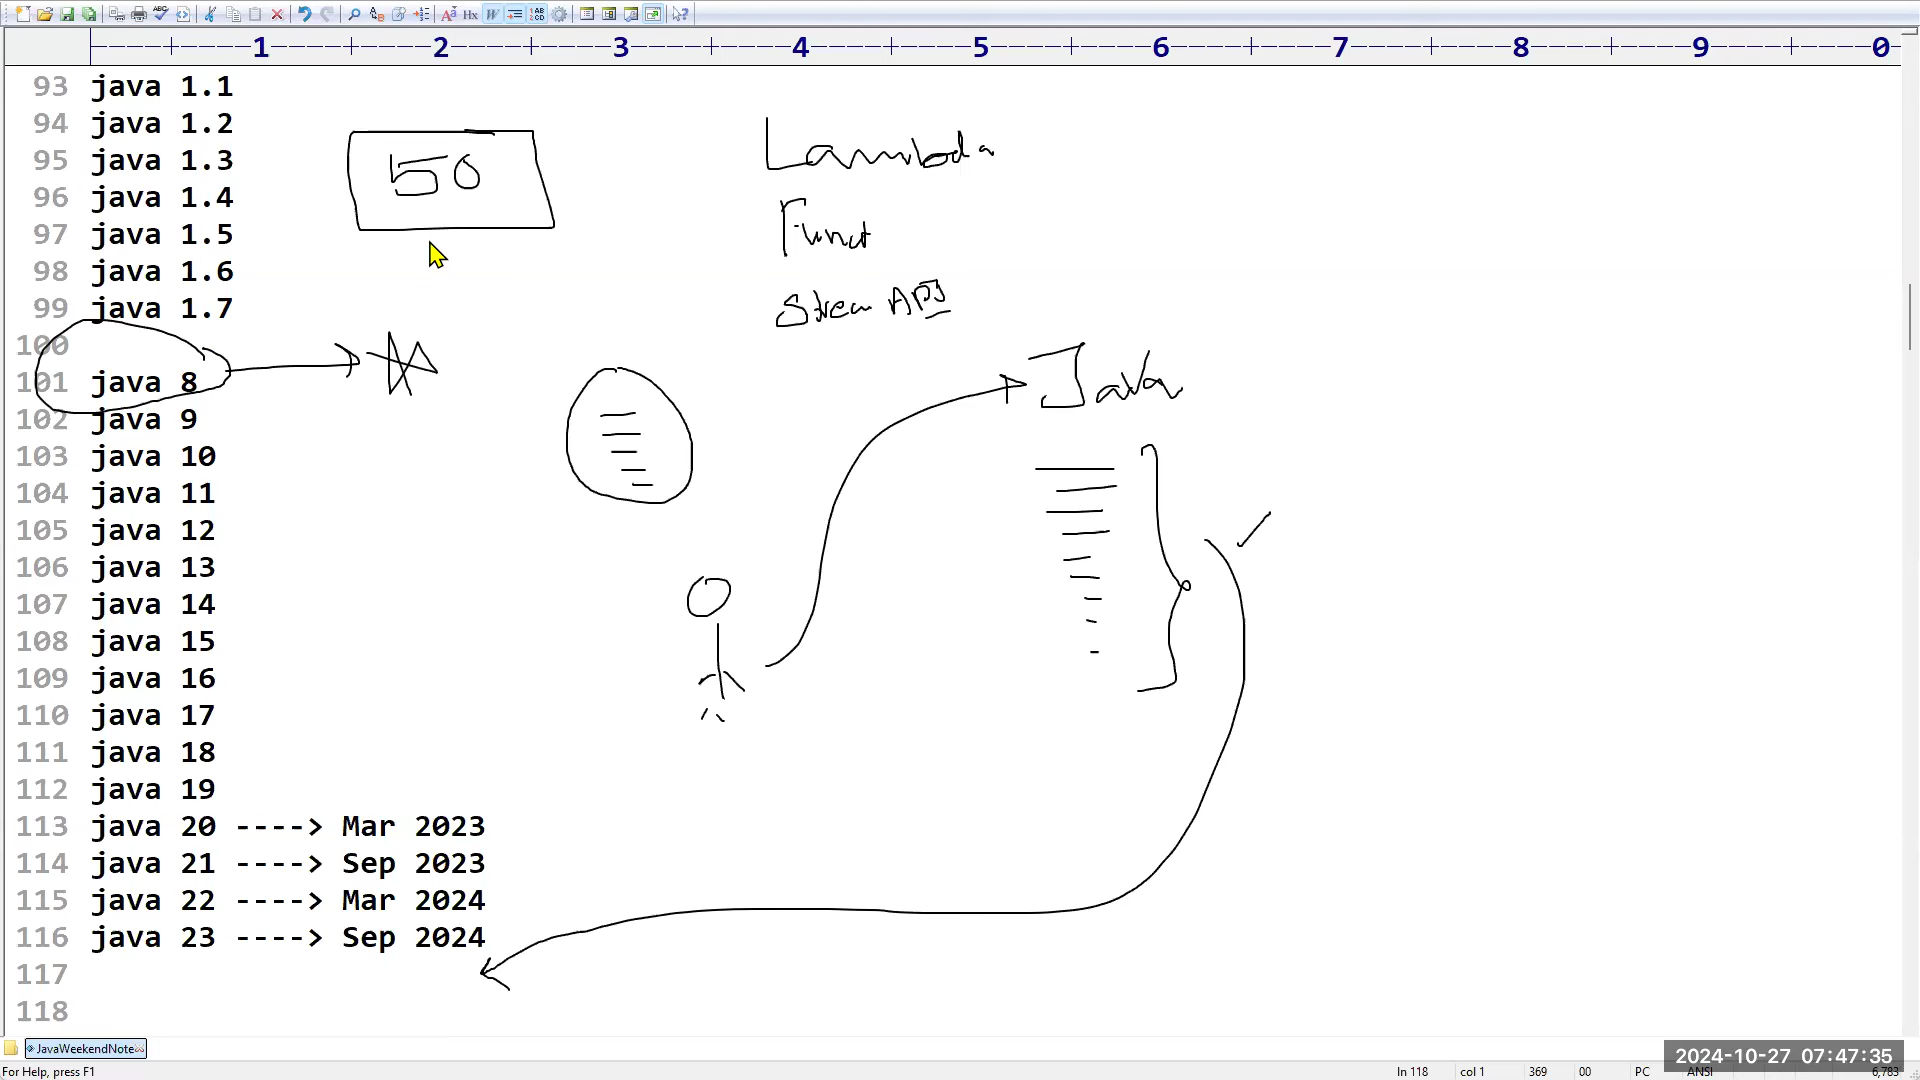 1 2 3 4 5 6 7 8 9 0
93 java 1.1
94 java 1.2
95 java 1.3
96 java 1.4
97 java 1.5
98 java 1.6
99 java 1.7
100
101 java 8
102 java 9
103 java 10
104 java 11
105 java 12
106 java 13
107 java 14
108 java 15
109 java 16
110 java 17
111 java 18
112 java 19
113 java 20 ----> Mar 2023
114 java 21 ----> Sep 2023
115 java 22 ----> Mar 2024
116 java 23 ----> Sep 2024
117
118
50
Lambda
Funct
Strea API
Java
JavaWeekendNote
For Help, press F1
ln 118 col 1 369 00 PC ANSI 6,783
2024-10-27 07:47:35